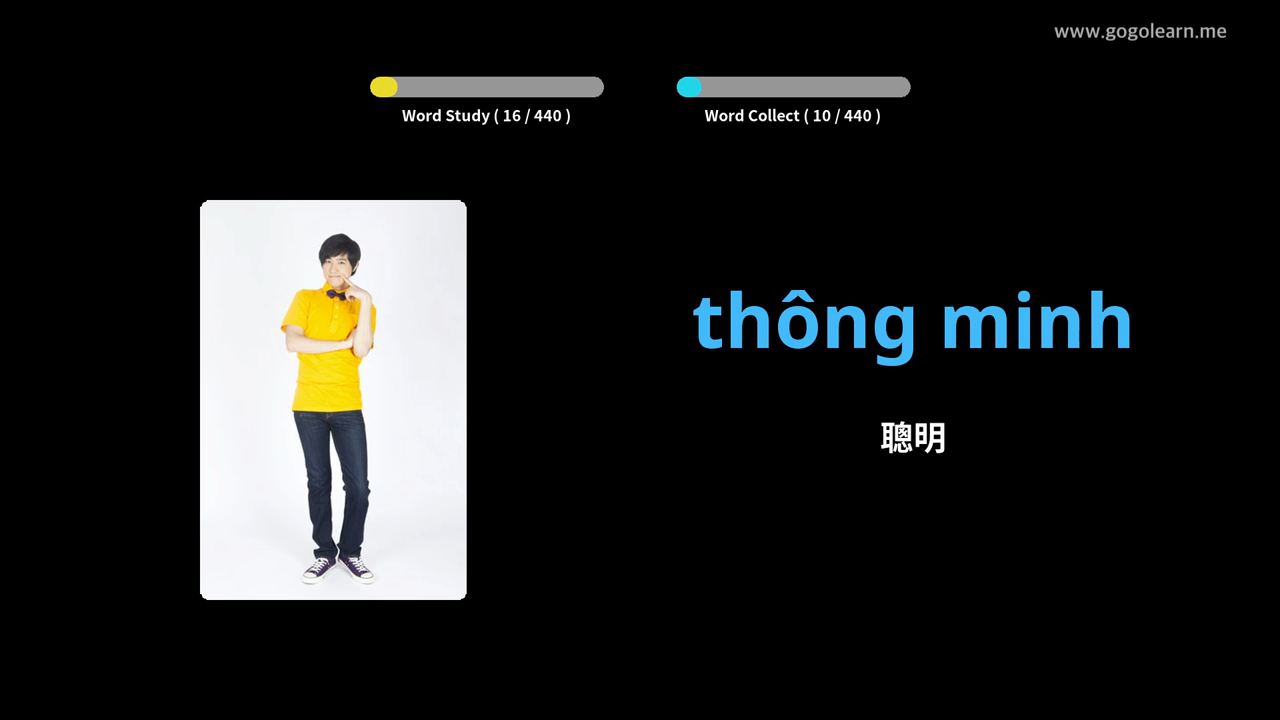 www.gogolearn.me
Word Study ( 16 / 440 )
Word Collect ( 10 / 440 )
thông minh
聰明